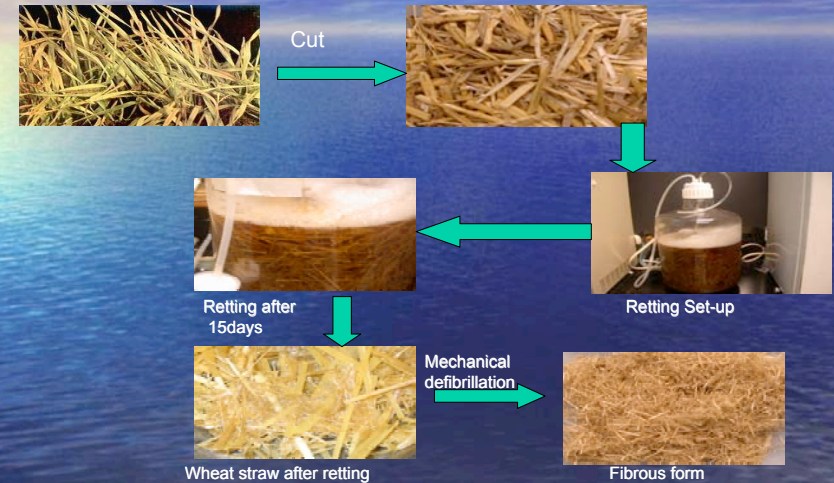 Cut
Retting Set-up
Retting after
15days
Mechanical
defibrillation
Wheat straw after retting
Fibrous form